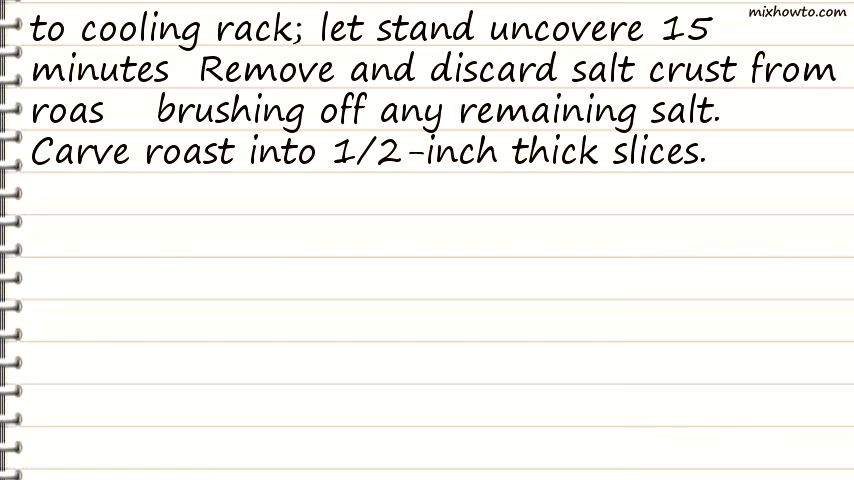 mixhowto.com
to cooling rack; let stand uncovere 15
minutes Remove and discard salt crust from
roas brushing off any remaining salt.
Carve roast into 1/2-inch thick slices.